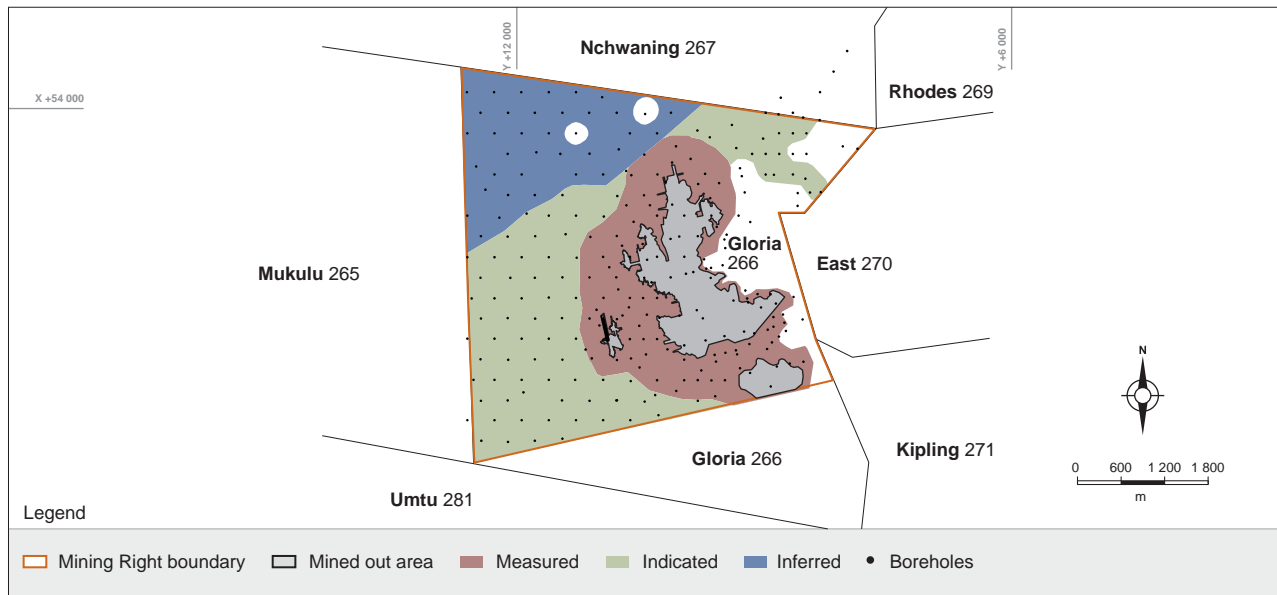 Nchwaning 267
Y +12 000
Y +6 000
Rhodes 269
X +54 000
Gloria
266
East 270
Mukulu 265
N
Gloria 266
Kipling 271
0 600 1 200 1 800
m
Umtu 281
Legend
Mining Right boundary Mined out area Measured Indicated Inferred Boreholes